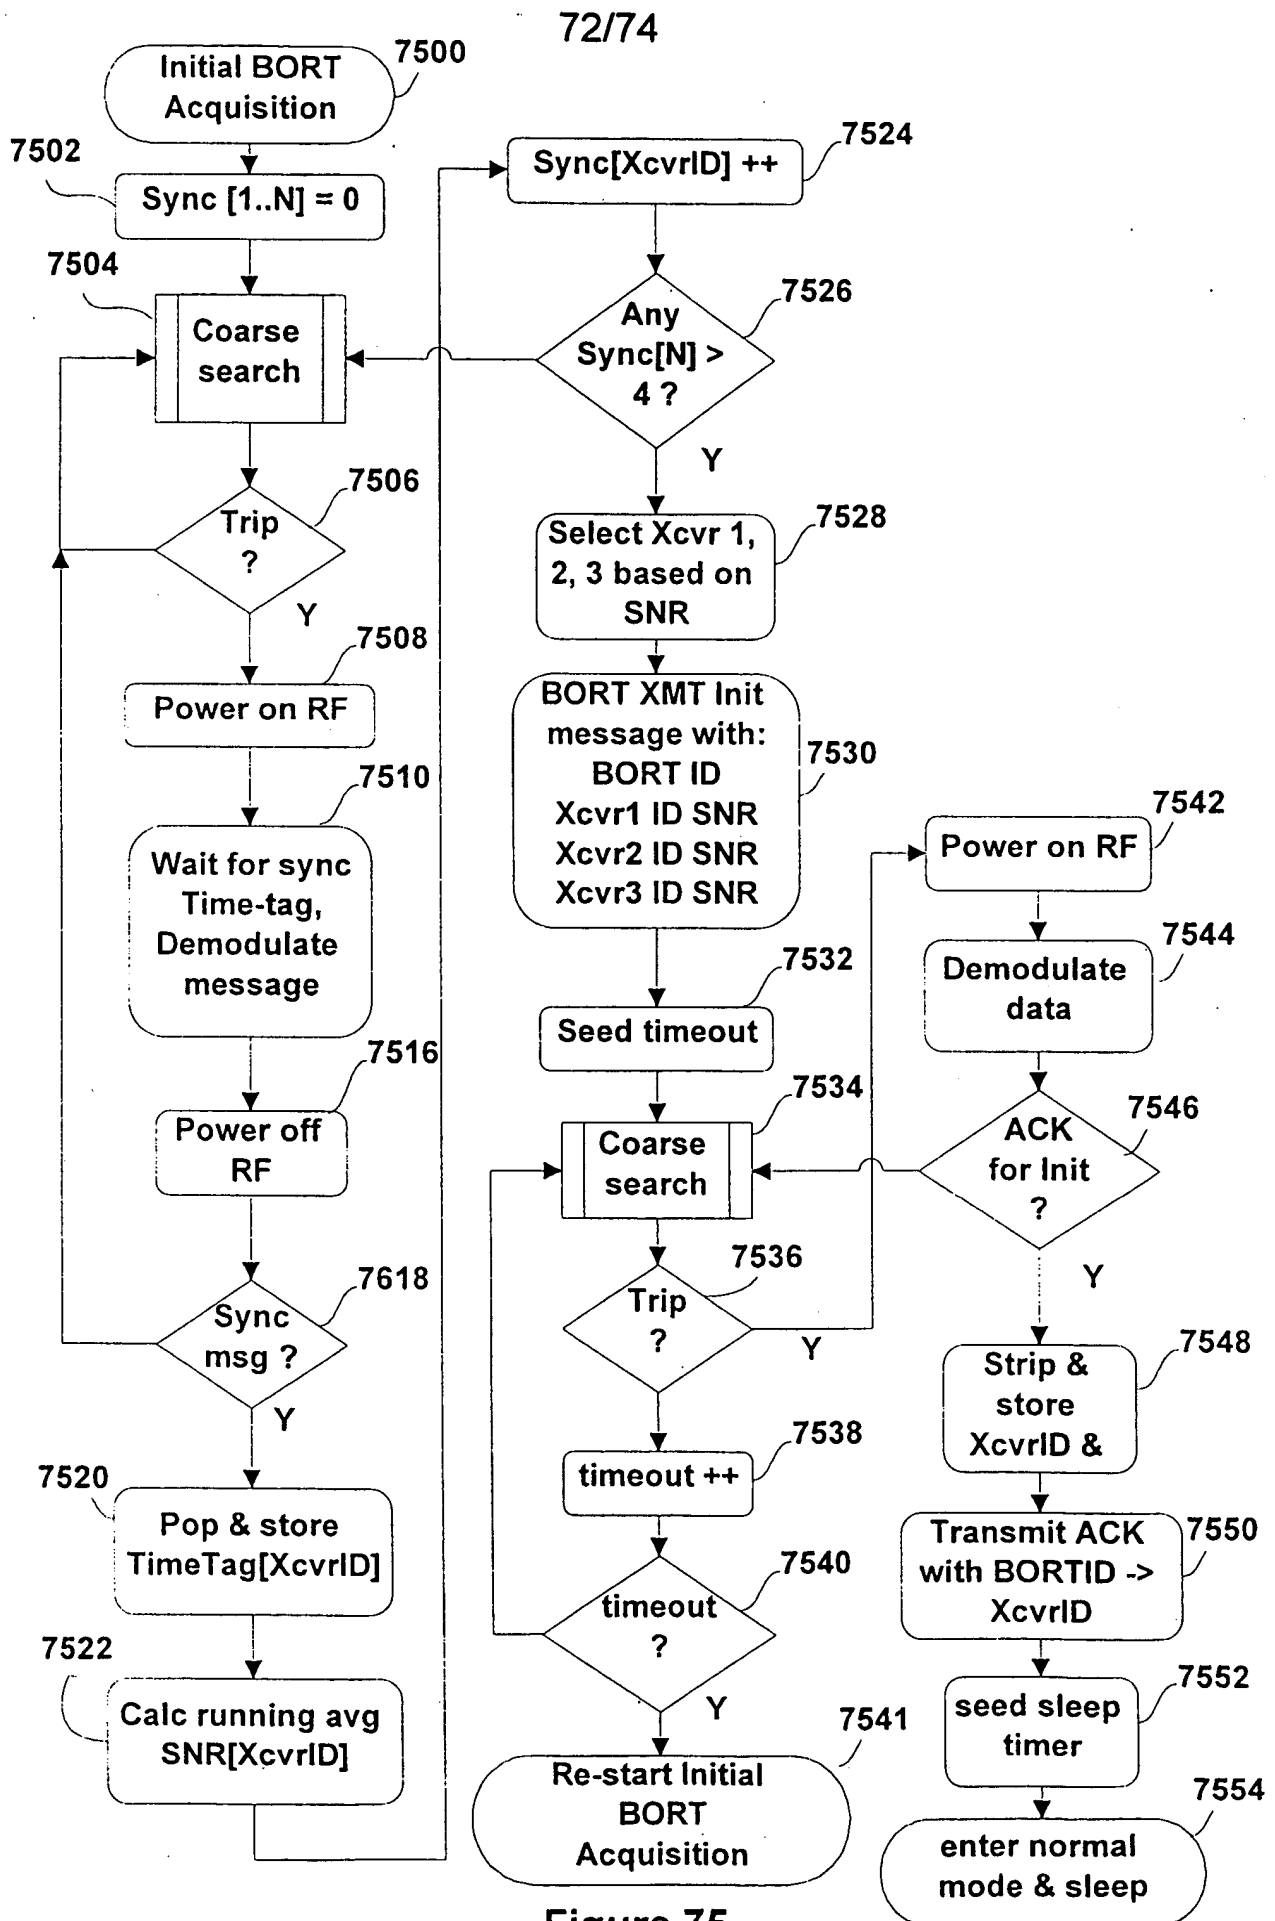 72/74
Initial BORT
Acquisition
7500
7502
Sync [1..N] = 0
7504
Coarse
search
Trip
?
7506
Y
7508
Power on RF
7510
Wait for sync
Time-tag,
Demodulate
message
7516
Power off
RF
7618
Sync
msg ?
Y
7520
Pop & store
TimeTag[XcvrID]
7522
Calc running avg
SNR[XcvrID]
7524
Sync[XcvrID] ++
7526
Any
Sync[N] >
4 ?
Y
7528
Select Xcvr 1,
2, 3 based on
SNR
BORT XMT Init
message with:
BORT ID
Xcvr1 ID SNR
Xcvr2 ID SNR
Xcvr3 ID SNR
7530
7532
Seed timeout
7534
Coarse
search
7536
Trip
?
Y
7538
timeout ++
7540
timeout
?
Y
7541
Re-start Initial
BORT
Acquisition
7542
Power on RF
7544
Demodulate
data
7546
ACK
for Init
?
Y
7548
Strip &
store
XcvrID &
7550
Transmit ACK
with BORTID ->
XcvrID
7552
seed sleep
timer
7554
enter normal
mode & sleep
Figure 75